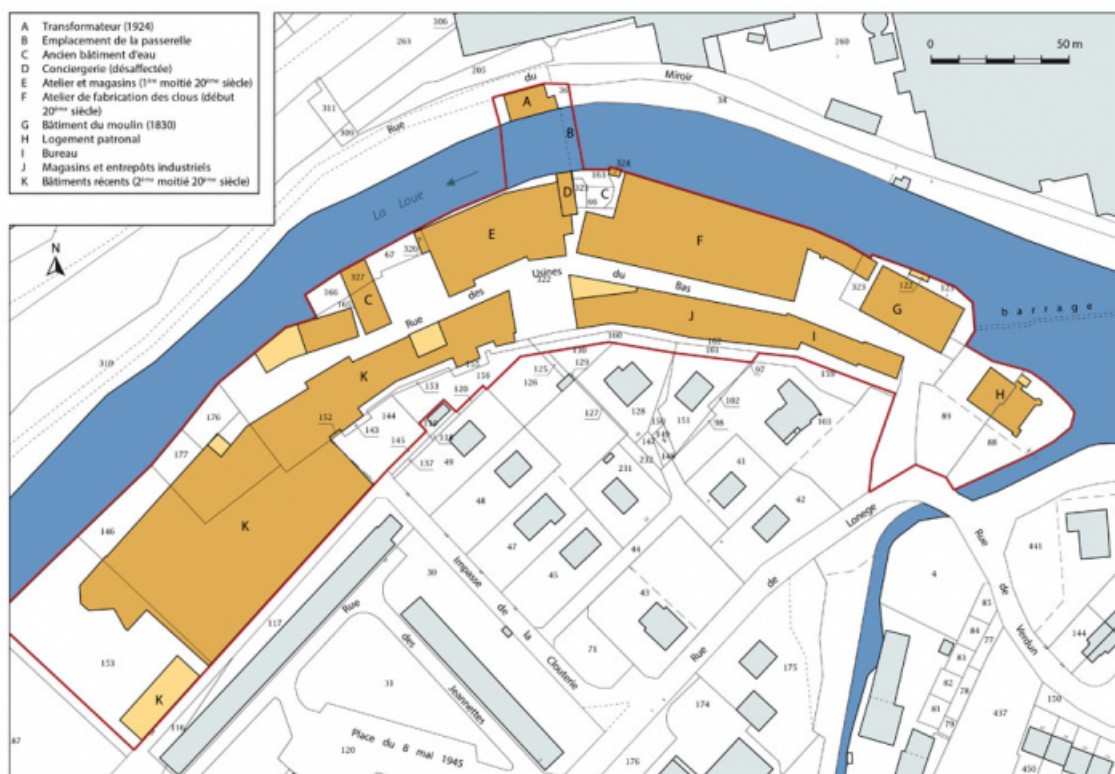 A Transformateur (1924)
B Emplacement de la passerelle
C Ancien bâtiment d'eau
D Conciergerie (désaffectée)
E Atelier et magasins (1ère moitié 20ème siècle)
F Atelier de fabrication des clous (début
20ème siècle)
G Bâtiment du moulin (1830)
H Logement patronal
I Bureau
J Magasins et entrepôts industriels
K Bâtiments récents (2ème moitié 20ème siècle)
306
263
205
311
309
260
0 50 m
Rue du Miroir
38
36
A
B
La Loue
N
324
163
323
66
C
D
E
F
326
67
327
C
166
310
Rue des Usines du Bas
322
323
122
123
G
barrage
J
I
K
H
160
162
161
159
130
129
125
126
127
128
151
97
102
98
103
89
88
155
156
153
120
144
143
145
152
176
177
137
49
231
232
41
42
146
K
48
47
45
44
43
71
30
Impasse de la Clouterie
Rue de Lonege
Rue de Verdun
441
4
85
84
83
82
81
77
78
79
144
150
437
450
153
K
117
116
87
Rue des Jeannettes
31
Place du 8 mai 1945
120
175
174
176